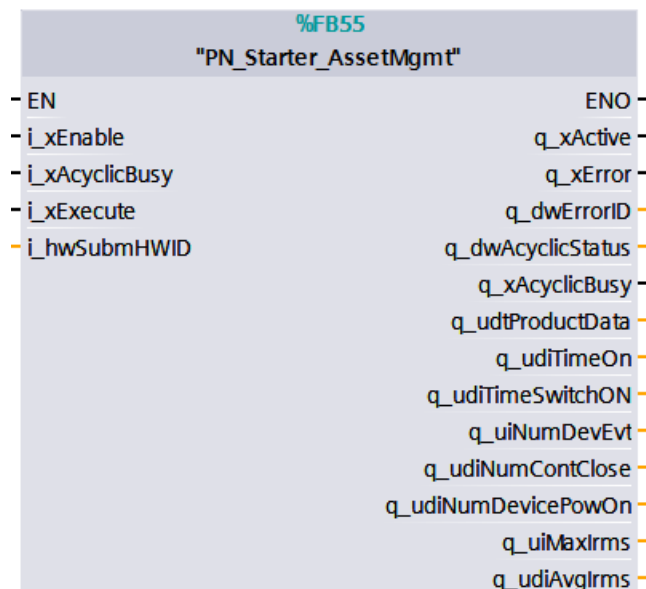 %FB55
"PN_Starter_AssetMgmt"
EN ENO
i_xEnable q_xActive
i_xAcyclicBusy q_xError
i_xExecute q_dwErrorID
i_hwSubmHWID q_dwAcyclicStatus
q_xAcyclicBusy
q_udtProductData
q_udiTimeOn
q_udiTimeSwitchON
q_uiNumDevEvt
q_udiNumContClose
q_udiNumDevicePowOn
q_uiMaxIrms
q_udiAvgIrms